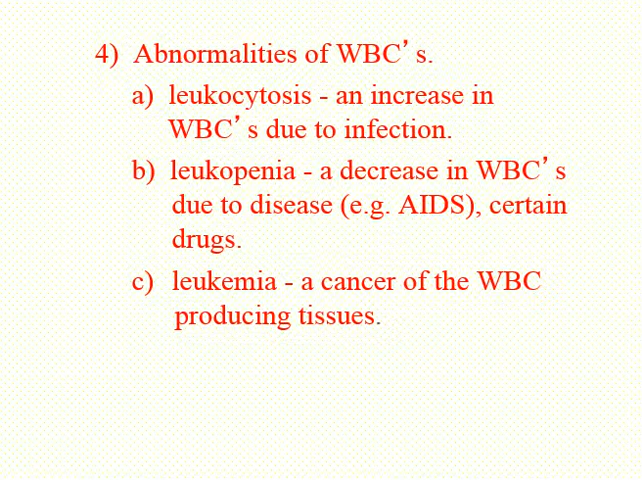 4) Abnormalities of WBC’s.
a) leukocytosis - an increase in
WBC’s due to infection.
b) leukopenia - a decrease in WBC’s
due to disease (e.g. AIDS), certain
drugs.
c) leukemia - a cancer of the WBC
producing tissues.